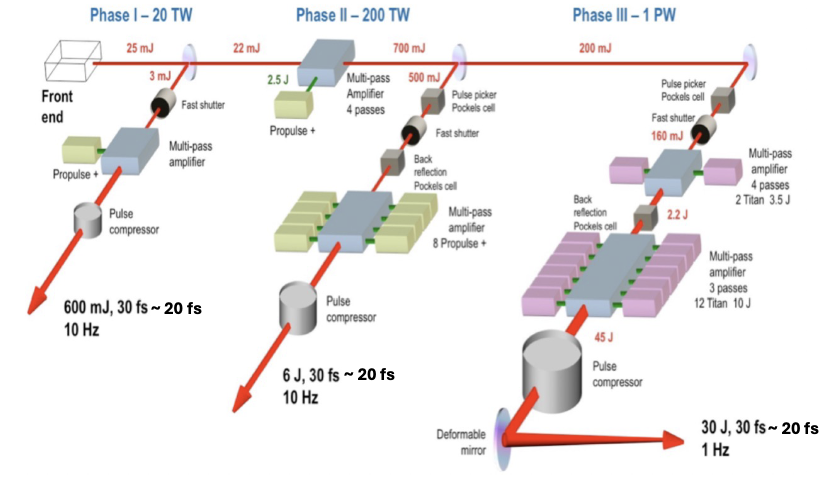 Phase I – 20 TW
Phase II – 200 TW
Phase III – 1 PW
25 mJ
22 mJ
700 mJ
200 mJ
3 mJ
2.5 J
500 mJ
Front
end
Fast shutter
Propulse +
Multi-pass
amplifier
Pulse
compressor
600 mJ, 30 fs ~ 20 fs
10 Hz
Multi-pass
Amplifier
4 passes
Propulse +
Pulse picker
Pockels cell
Fast shutter
Back
reflection
Pockels cell
Multi-pass
amplifier
8 Propulse +
Pulse
compressor
6 J, 30 fs ~ 20 fs
10 Hz
Pulse picker
Pockels cell
Fast shutter
160 mJ
Multi-pass
amplifier
4 passes
2 Titan 3.5 J
Back
reflection
Pockels cell
2.2 J
Multi-pass
amplifier
3 passes
12 Titan 10 J
45 J
Pulse
compressor
Deformable
mirror
30 J, 30 fs ~ 20 fs
1 Hz